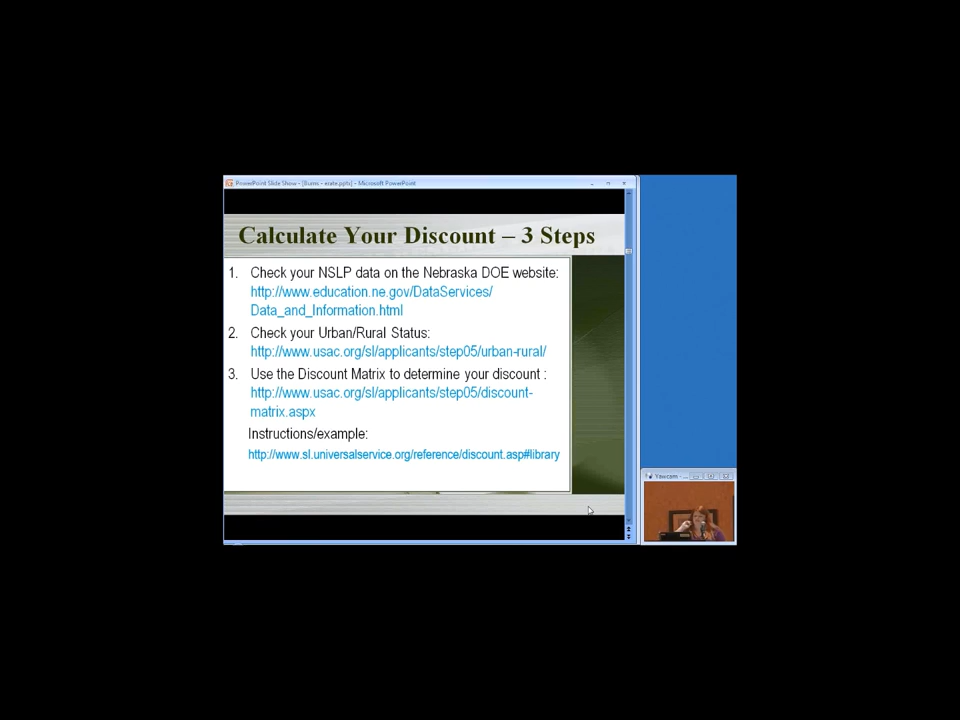 PowerPoint Slide Show - [Burns - erate.pptx] - Microsoft PowerPoint
Calculate Your Discount – 3 Steps
1. Check your NSLP data on the Nebraska DOE website:
http://www.education.ne.gov/DataServices/
Data_and_Information.html
2. Check your Urban/Rural Status:
http://www.usac.org/sl/applicants/step05/urban-rural/
3. Use the Discount Matrix to determine your discount :
http://www.usac.org/sl/applicants/step05/discount-
matrix.aspx
Instructions/example:
http://www.sl.universalservice.org/reference/discount.asp#library
Yawcam - ...